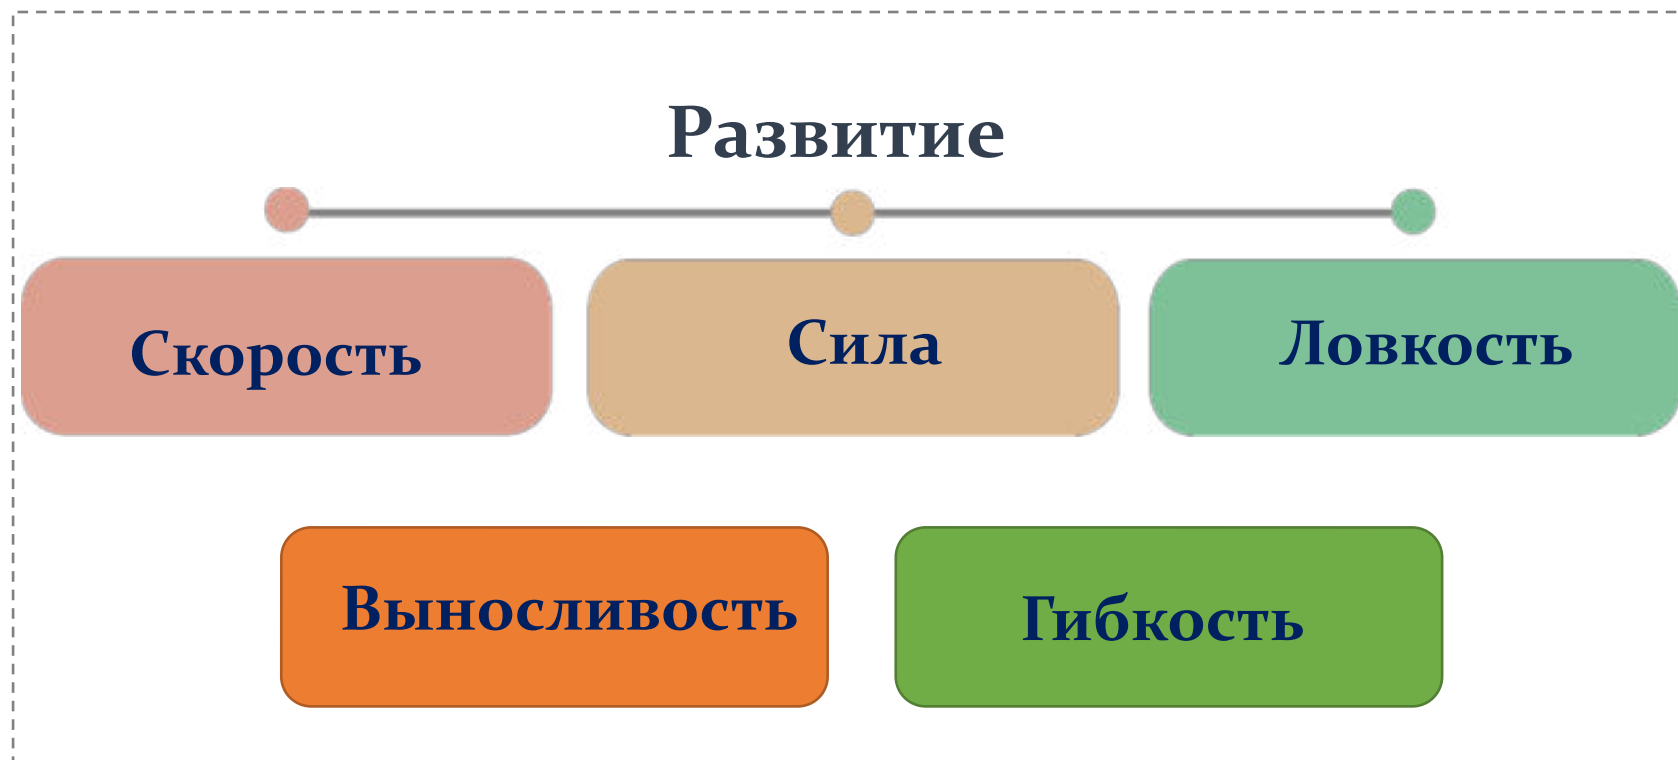 Развитие
Скорость
Сила
Ловкость
Выносливость
Гибкость